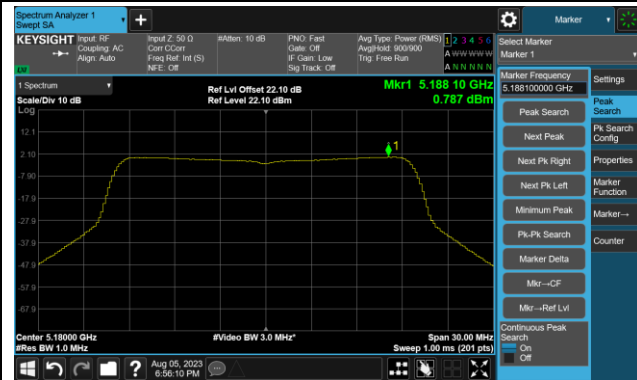 Spectrum Analyzer 1
Swept SA
Marker
KEYSIGHT
Input: RF
Coupling: AC
Align: Auto
Input Z: 50 Ω
Corr CCorr
Freq Ref: Int (S)
NFE: Off
#Atten: 10 dB
PNO: Fast
Gate: Off
IF Gain: Low
Sig Track: Off
Avg Type: Power (RMS)
Avg|Hold: 900/900
Trig: Free Run
1 2 3 4 5 6
A W W W W W
A N N N N N
Select Marker
Marker 1
1 Spectrum
Scale/Div 10 dB
Log
Ref Lvl Offset 22.10 dB
Ref Level 22.10 dBm
Mkr1 5.188 10 GHz
0.787 dBm
12.1
2.10
-7.90
-17.9
-27.9
-37.9
-47.9
-57.9
-67.9
1
Center 5.18000 GHz
#Res BW 1.0 MHz
#Video BW 3.0 MHz*
Span 30.00 MHz
Sweep 1.00 ms (201 pts)
Marker Frequency
5.188100000 GHz
Peak Search
Next Peak
Next Pk Right
Next Pk Left
Minimum Peak
Pk-Pk Search
Marker Delta
Mkr→CF
Mkr→Ref Lvl
Continuous Peak
Search
On
Off
Settings
Peak
Search
Pk Search
Config
Properties
Marker
Function
Marker→
Counter
Aug 05, 2023
6:56:10 PM